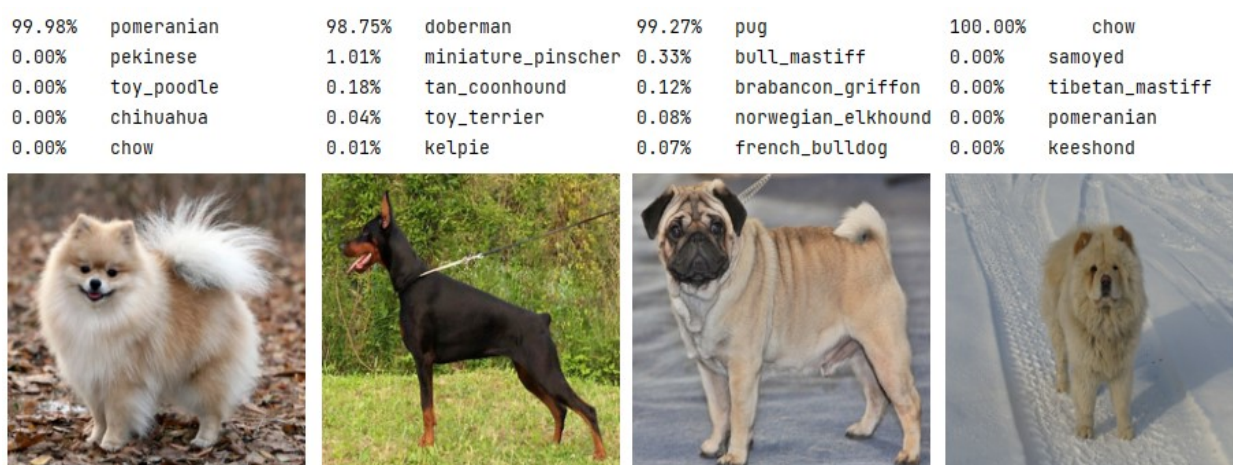 99.98% pomeranian
0.00% pekinese
0.00% toy_poodle
0.00% chihuahua
0.00% chow
98.75% doberman
1.01% miniature_pinscher
0.18% tan_coonhound
0.04% toy_terrier
0.01% kelpie
99.27% pug
0.33% bull_mastiff
0.12% brabancon_griffon
0.08% norwegian_elkhound
0.07% french_bulldog
100.00% chow
0.00% samoyed
0.00% tibetan_mastiff
0.00% pomeranian
0.00% keeshond